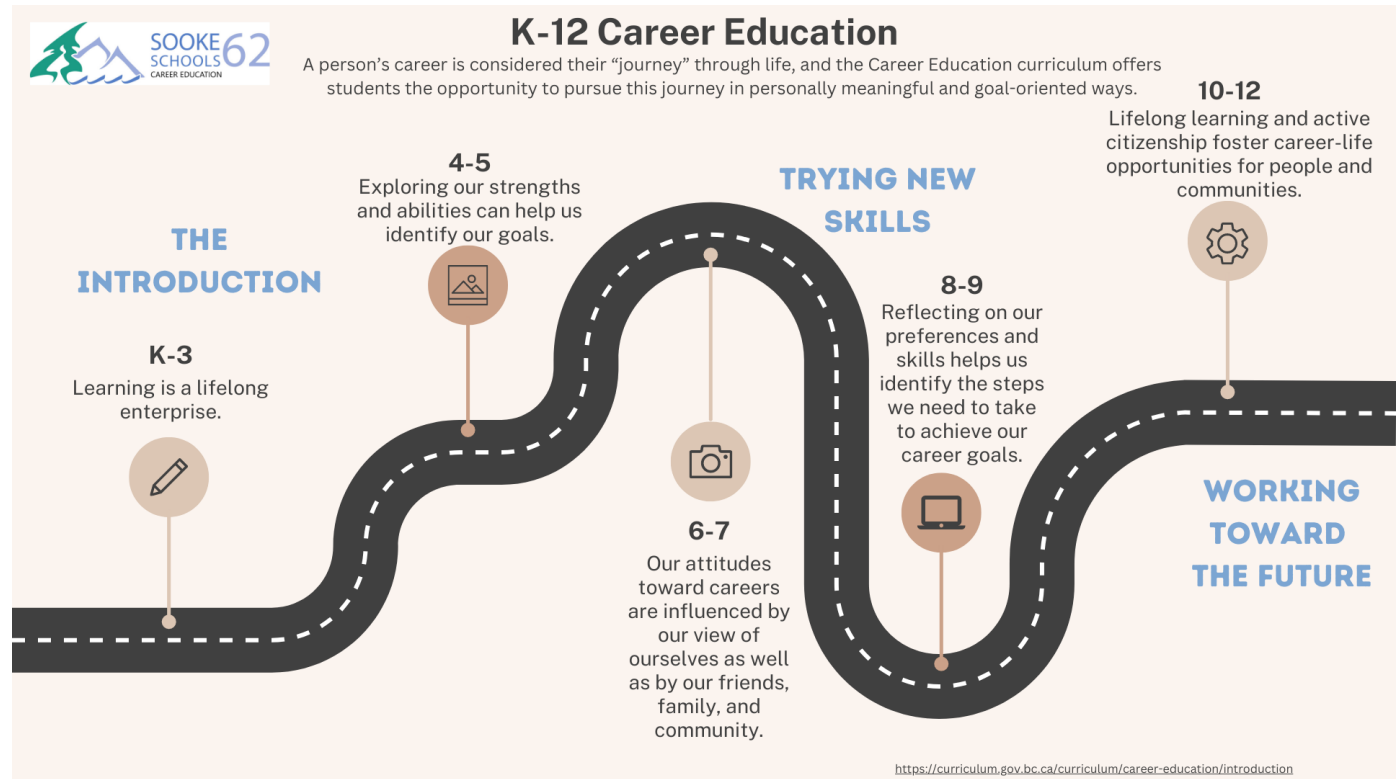 SOOKE
SCHOOLS
62
CAREER EDUCATION
K-12 Career Education
A person’s career is considered their “journey” through life, and the Career Education curriculum offers
students the opportunity to pursue this journey in personally meaningful and goal-oriented ways.
THE
INTRODUCTION
K-3
Learning is a lifelong
enterprise.
4-5
Exploring our strengths
and abilities can help us
identify our goals.
6-7
Our attitudes
toward careers
are influenced by
our view of
ourselves as well
as by our friends,
family, and
community.
TRYING NEW
SKILLS
8-9
Reflecting on our
preferences and
skills helps us
identify the steps
we need to take
to achieve our
career goals.
10-12
Lifelong learning and active
citizenship foster career-life
opportunities for people and
communities.
WORKING
TOWARD
THE FUTURE
https://curriculum.gov.bc.ca/curriculum/career-education/introduction